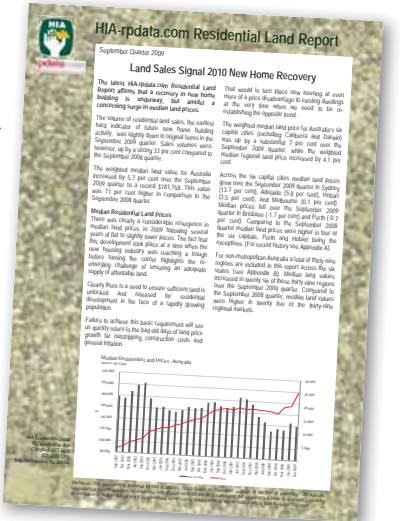 HIA
rpdata
HIA-rpdata.com Residential Land Report
September Quarter 2009
Land Sales Signal 2010 New Home Recovery
The latest HIA-rpdata.com Residential Land
Report affirms that a recovery in new home
building is underway, but amidst a
concerning surge in median land prices.
The volume of residential land sales, the earliest
hard indicator of future new home building
activity, was slightly down in original terms in the
September 2009 quarter. Sales volumes were,
however, up by a strong 33 per cent compared to
the September 2008 quarter.
The weighted median land value for Australia
increased by 5.7 per cent over the September
2009 quarter to a record $181,758. This value
was 11 per cent higher in comparison to the
September 2008 quarter.
Median Residential Land Prices
There was clearly a considerable resurgence in
median land prices in 2009 following several
years of flat to slightly lower prices. The fact that
this development took place at a time when the
new housing industry was reaching a trough
before turning the corner highlights the re-
emerging challenge of ensuring an adequate
supply of affordable land.
Clearly there is a need to ensure sufficient land is
unlocked and released for residential
development in the face of a rapidly growing
population.
Failure to achieve this basic requirement will see
us quickly return to the bad old days of land price
growth far outstripping construction costs and
general inflation.
That would in turn place new housing at even
more of a price disadvantage to existing dwellings
at the very time when we need to be re-
establishing the opposite trend.
The weighted median land price for Australia's six
capital cities (excluding Canberra and Darwin)
was up by a substantial 7 per cent over the
September 2009 quarter, while the weighted
median regional land price increased by 4.1 per
cent.
Across the six capital cities median land prices
grew over the September 2009 quarter in Sydney
(13.7 per cent), Adelaide (5.8 per cent), Hobart
(3.5 per cent), and Melbourne (0.1 per cent).
Median prices fell over the September 2009
quarter in Brisbane (-1.7 per cent) and Perth (-0.7
per cent). Compared to the September 2008
quarter median land prices were higher in four of
the six capitals, Perth and Hobart being the
exceptions. (For recent history see Appendix A).
For non-metropolitan Australia a total of thirty-nine
regions are included in this report across the six
states (see Appendix B). Median land values
increased in twenty six of these thirty-nine regions
over the September 2009 quarter. Compared to
the September 2008 quarter, median land values
were higher in twenty five of the thirty-nine
regional markets.
Median Residential Land Prices - Australia
HIA Economics Group